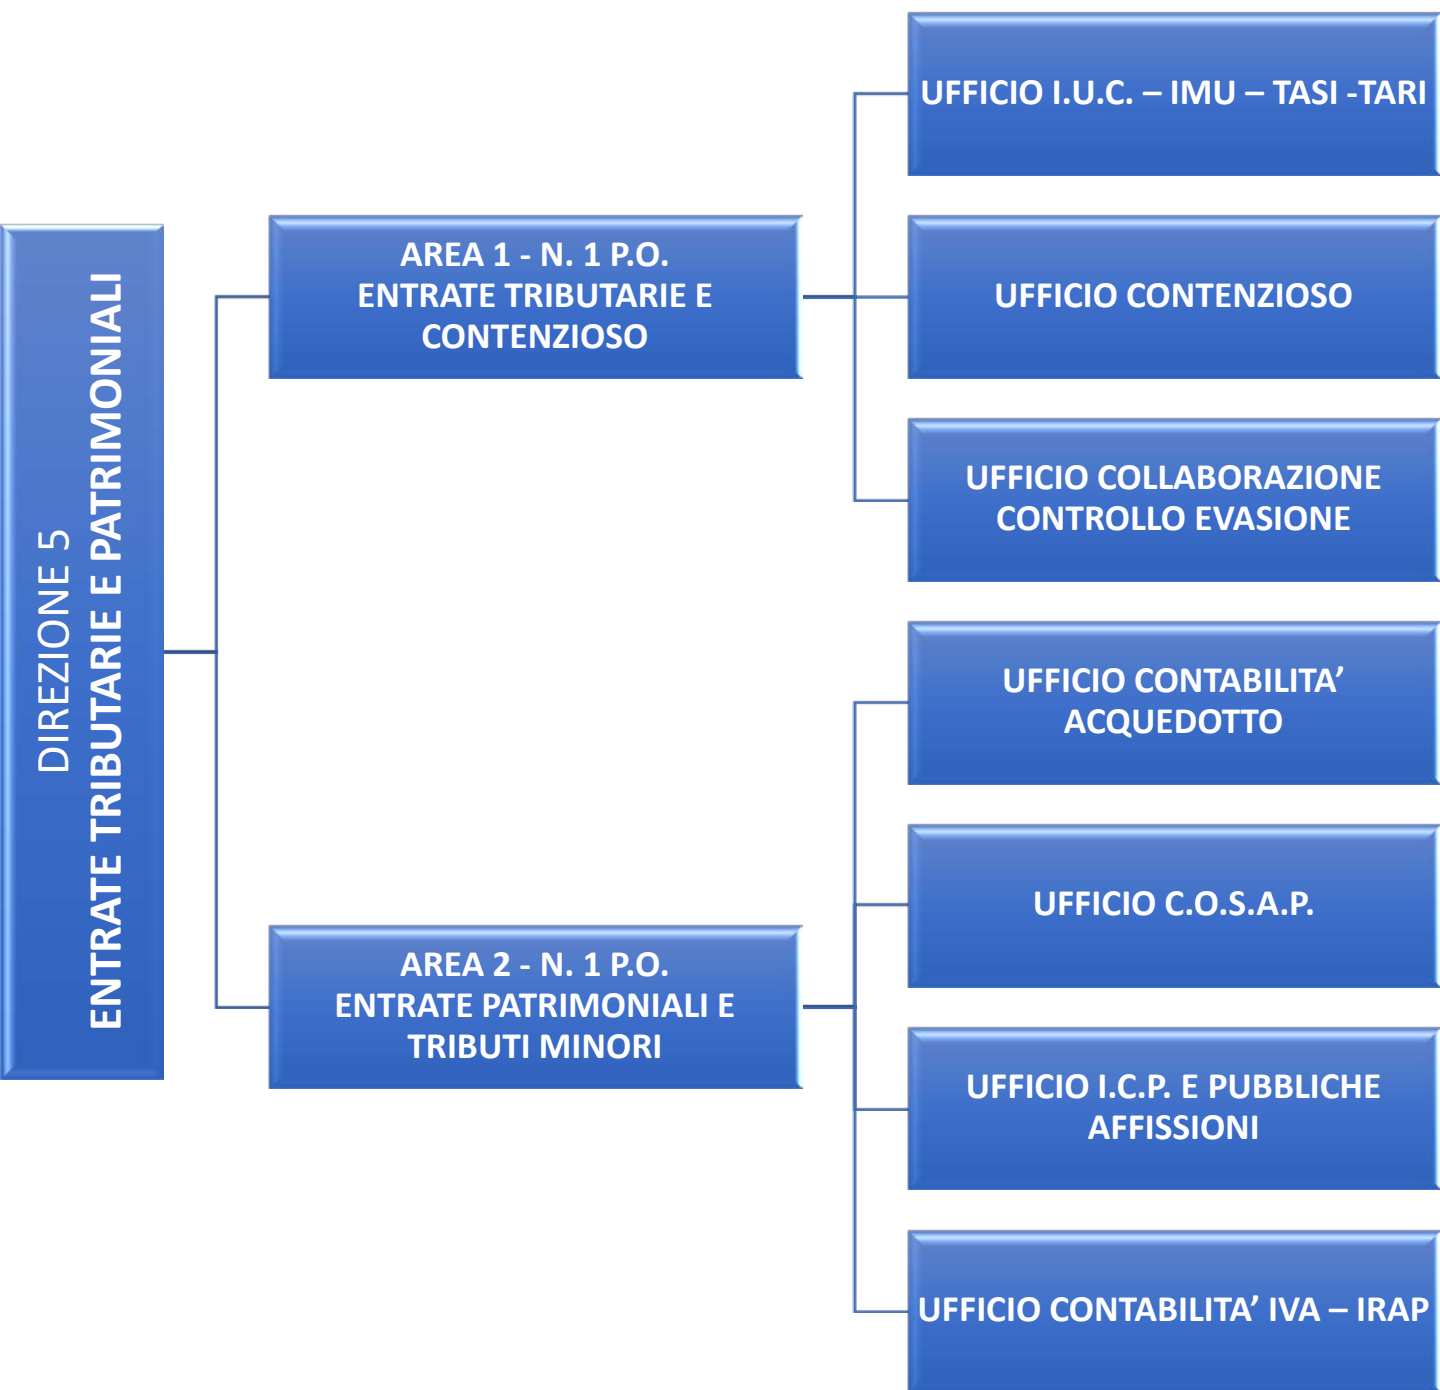 DIREZIONE 5
ENTRATE TRIBUTARIE E PATRIMONIALI
AREA 1 - N. 1 P.O.
ENTRATE TRIBUTARIE E
CONTENZIOSO
UFFICIO I.U.C. – IMU – TASI -TARI
UFFICIO CONTENZIOSO
UFFICIO COLLABORAZIONE
CONTROLLO EVASIONE
AREA 2 - N. 1 P.O.
ENTRATE PATRIMONIALI E
TRIBUTI MINORI
UFFICIO CONTABILITA’
ACQUEDOTTO
UFFICIO C.O.S.A.P.
UFFICIO I.C.P. E PUBBLICHE
AFFISSIONI
UFFICIO CONTABILITA’ IVA – IRAP